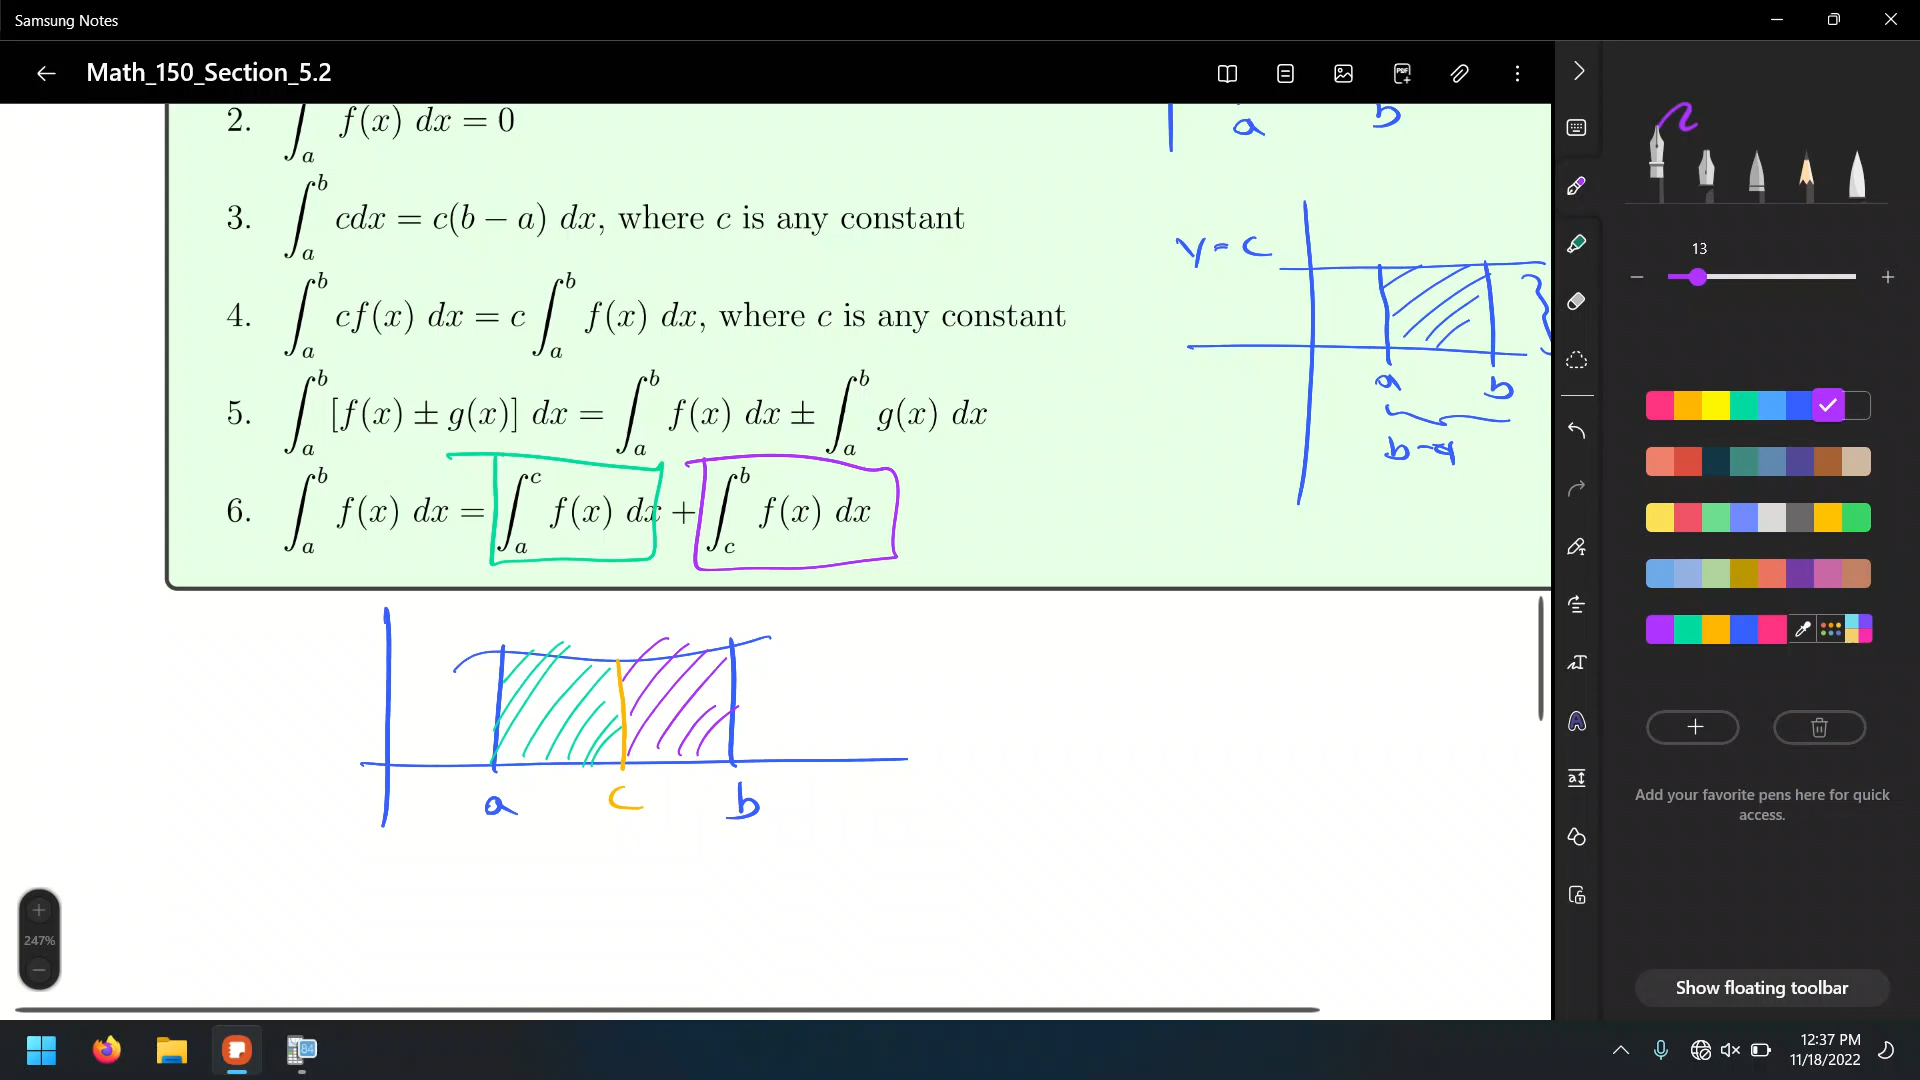 Samsung Notes
Math_150_Section_5.2
2. ∫_a f(x) dx = 0
3. ∫_a^b cdx = c(b − a) dx, where c is any constant
4. ∫_a^b cf(x) dx = c ∫_a^b f(x) dx, where c is any constant
5. ∫_a^b [f(x) ± g(x)] dx = ∫_a^b f(x) dx ± ∫_a^b g(x) dx
6. ∫_a^b f(x) dx = ∫_a^c f(x) dx + ∫_c^b f(x) dx
a b
y = c
a b
b-a
a c b
247%
13
Add your favorite pens here for quick
access.
Show floating toolbar
84
12:37 PM
11/18/2022